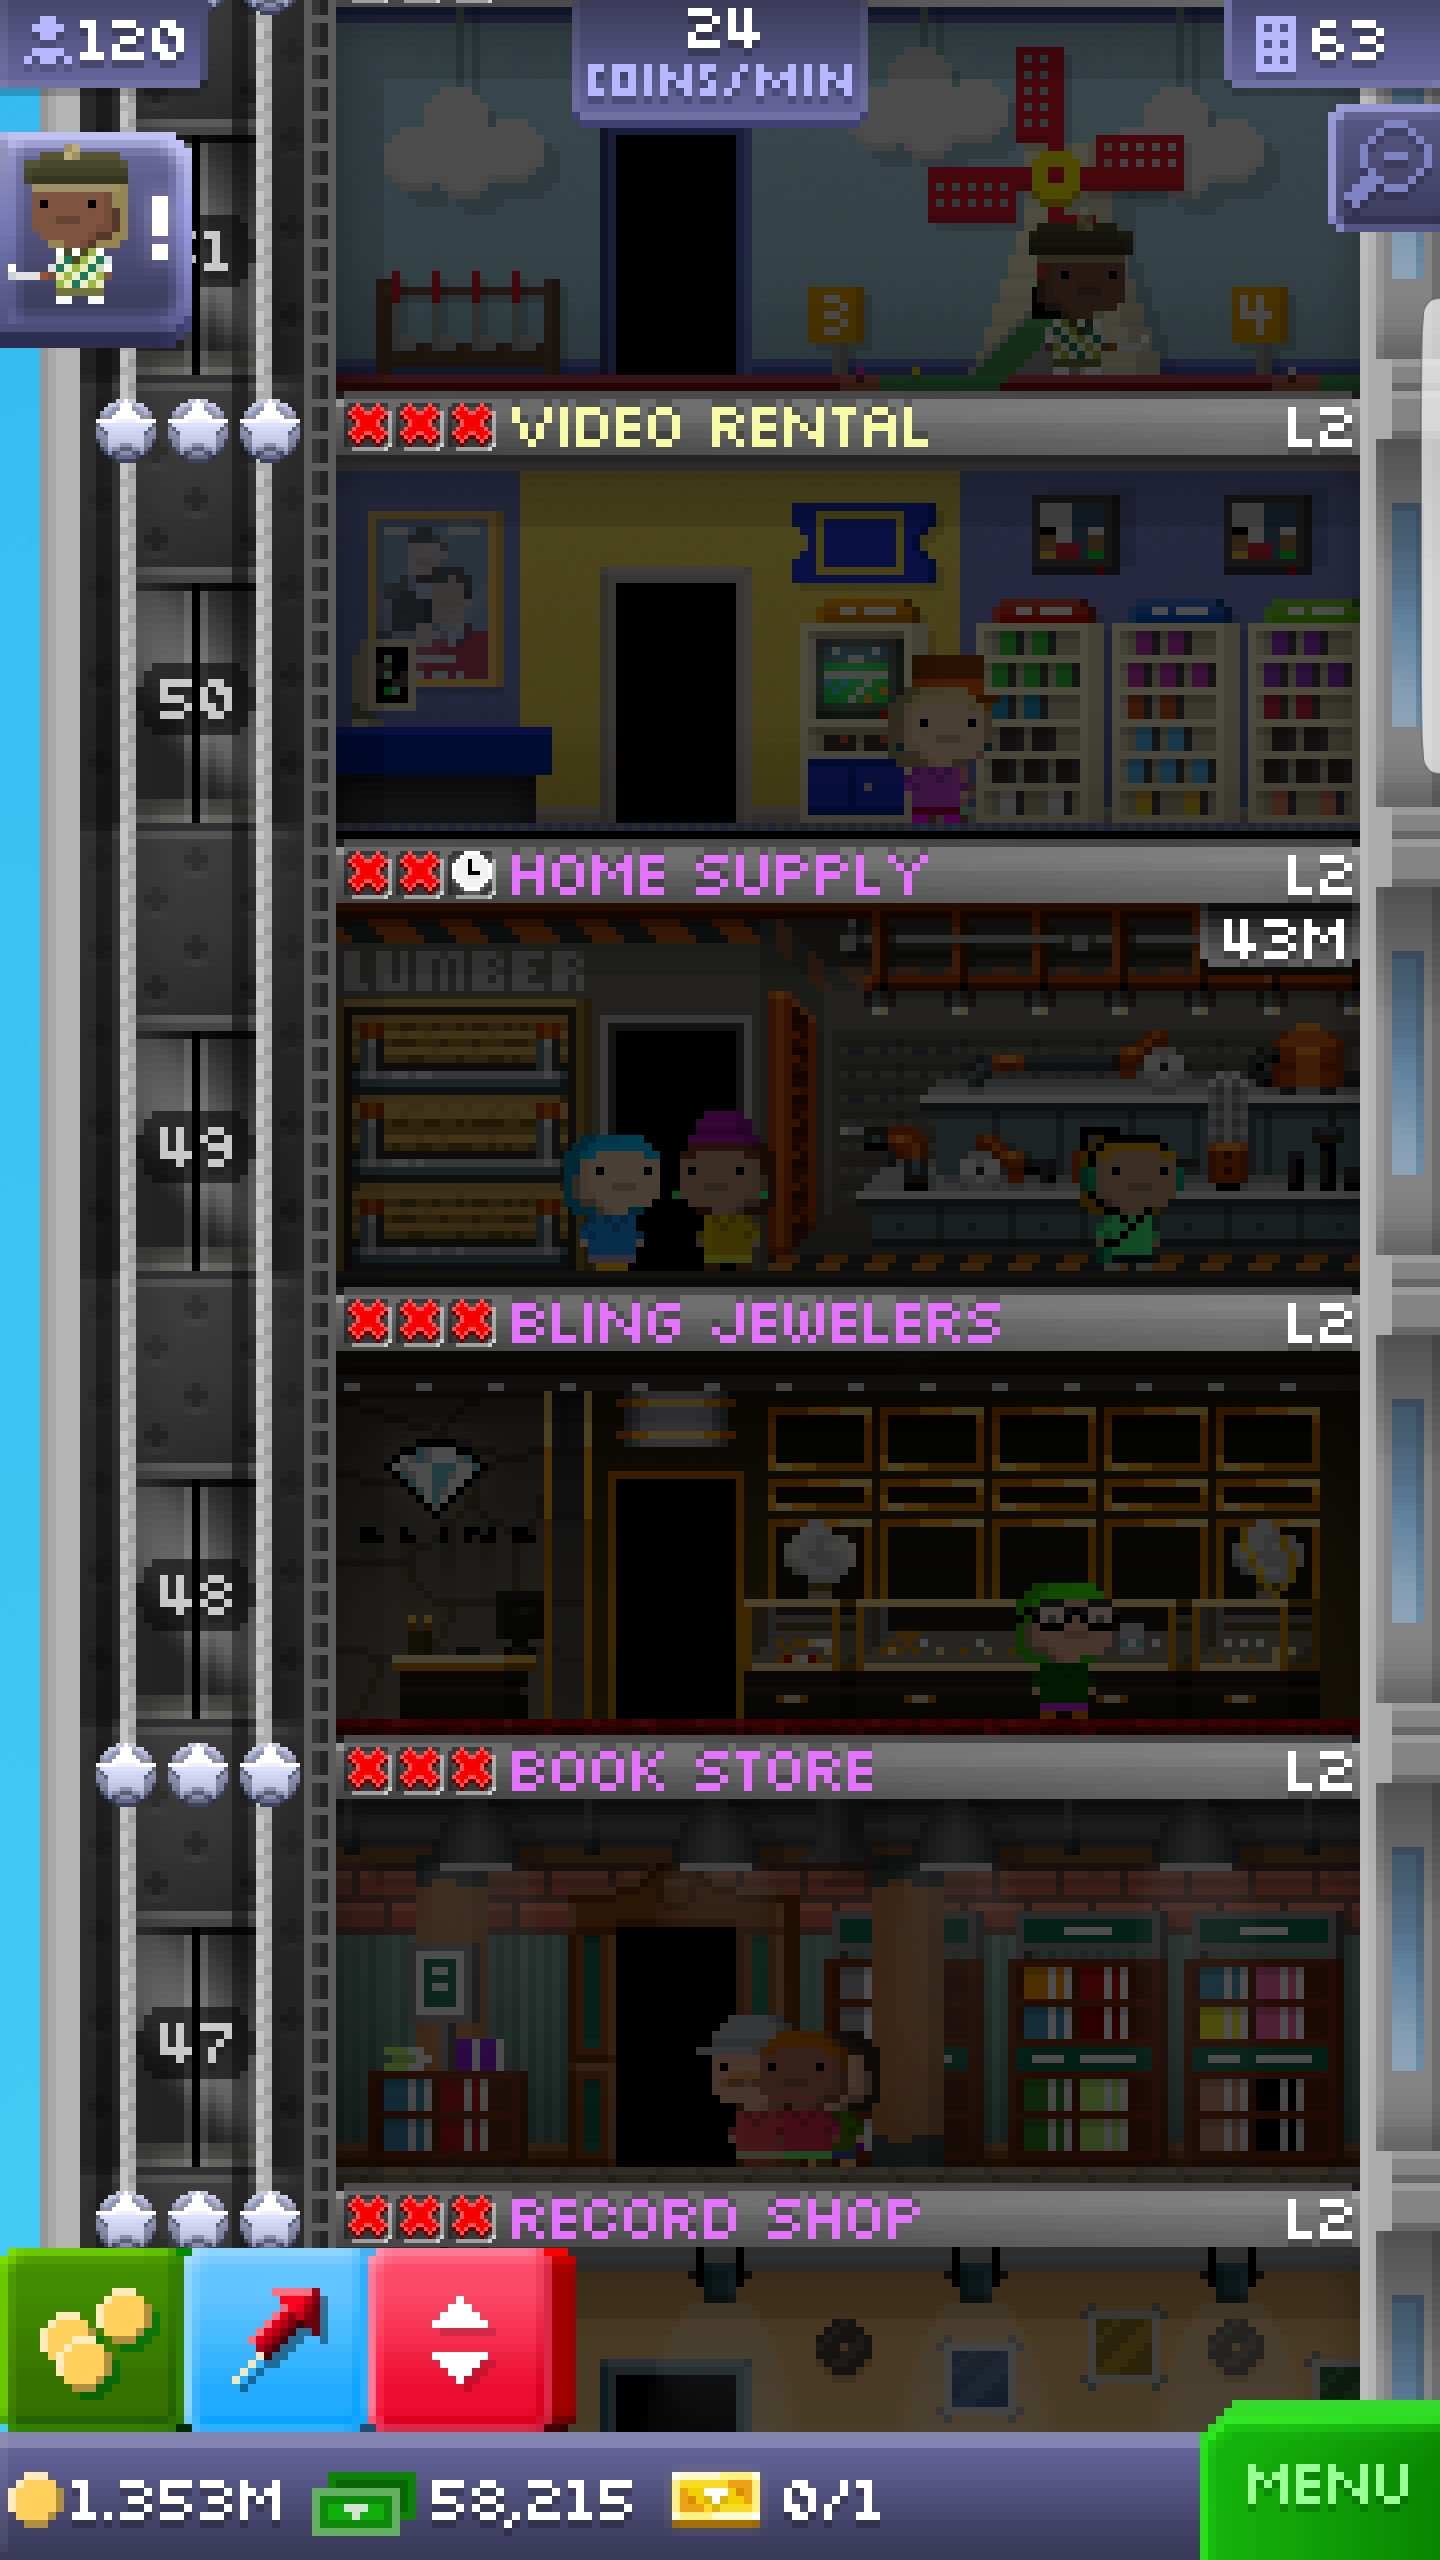 120
24
COINS/MIN
63
!
3
4
VIDEO RENTAL
L2
50
HOME SUPPLY
L2
43M
LUMBER
49
BLING JEWELERS
L2
BLING
48
BOOK STORE
L2
47
RECORD SHOP
L2
1.353M
58,215
0/1
MENU